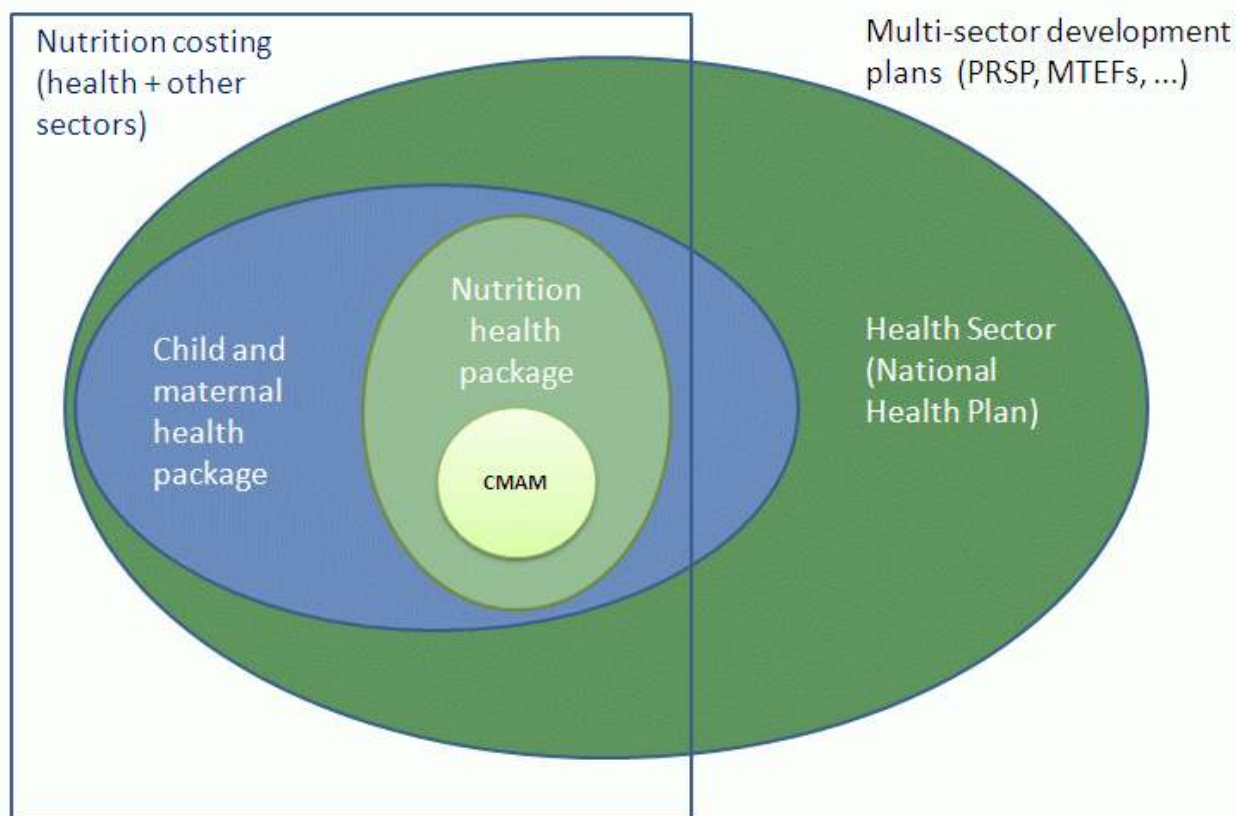 Nutrition costing
(health + other
sectors)
Multi-sector development
plans (PRSP, MTEFs, ...)
Child and
maternal
health
package
Nutrition
health
package
CMAM
Health Sector
(National
Health Plan)